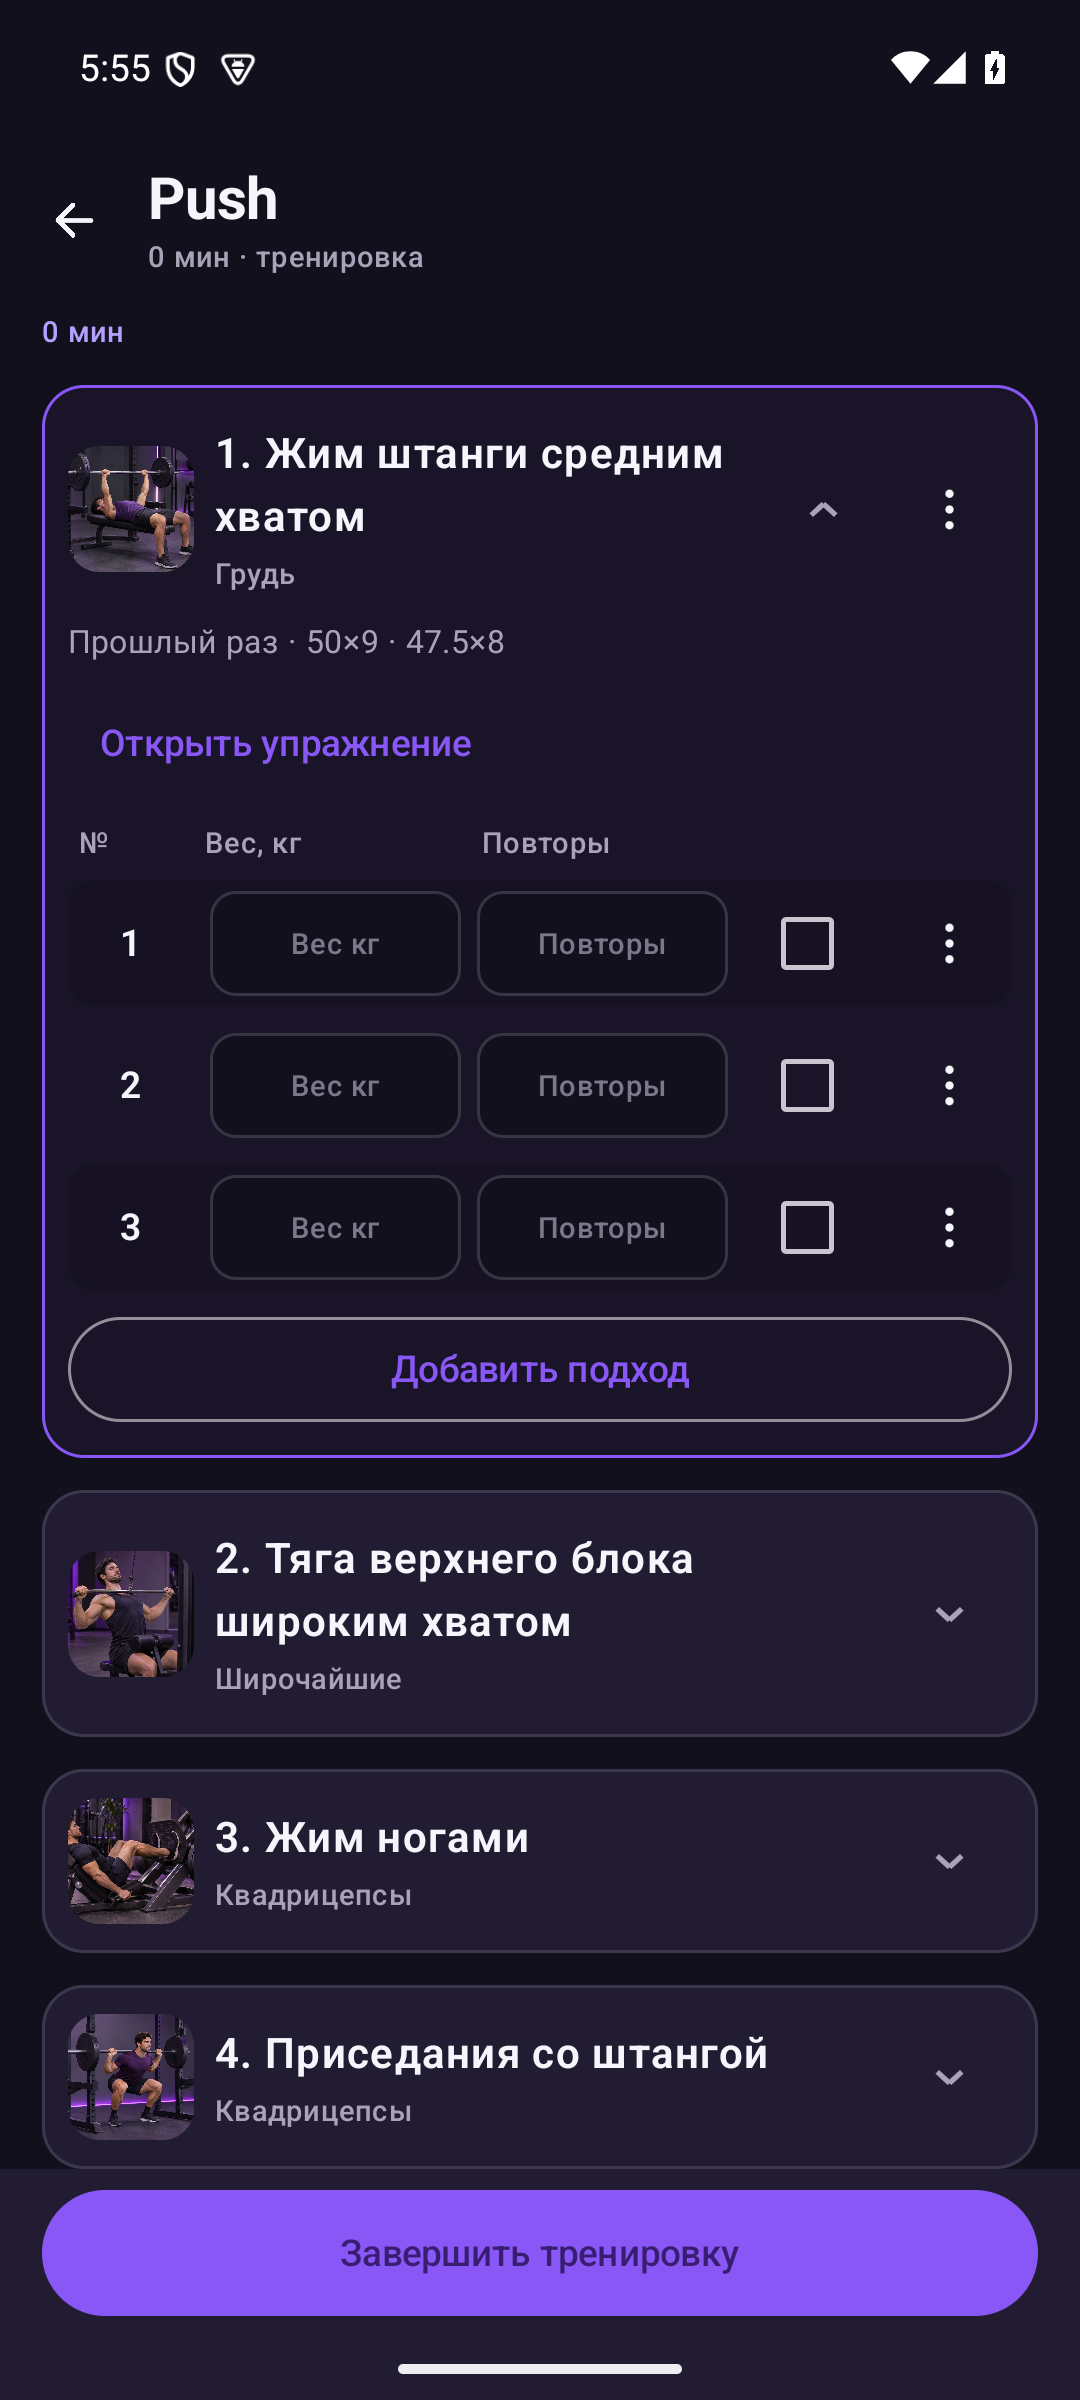 5:55
Push
0 мин · тренировка
0 мин
1. Жим штанги средним
хватом
Грудь
Прошлый раз · 50×9 · 47.5×8
Открыть упражнение
№ Вес, кг Повторы
1 Вес кг Повторы
2 Вес кг Повторы
3 Вес кг Повторы
Добавить подход
2. Тяга верхнего блока
широким хватом
Широчайшие
3. Жим ногами
Квадрицепсы
4. Приседания со штангой
Квадрицепсы
Завершить тренировку